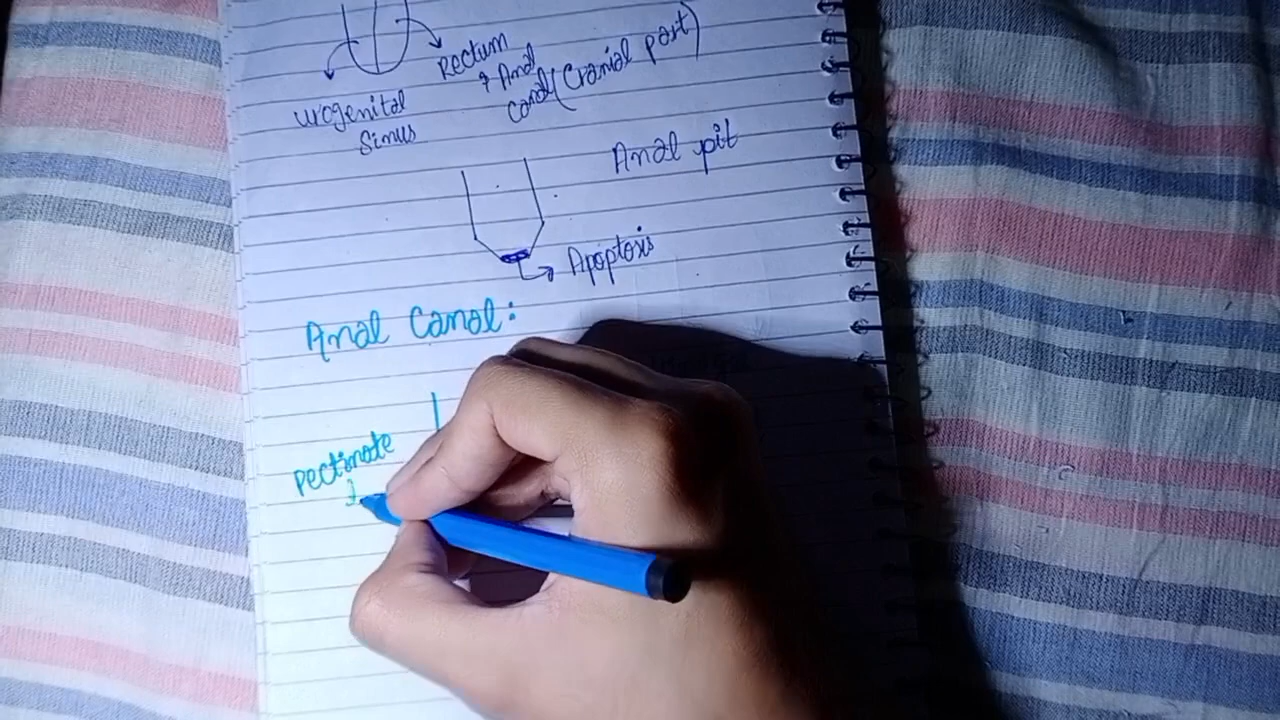 Rectum
& Anal
canal (Cranial part)
urogenital
Sinus
Anal pit
Apoptosis
Anal Canal:
Pectinate